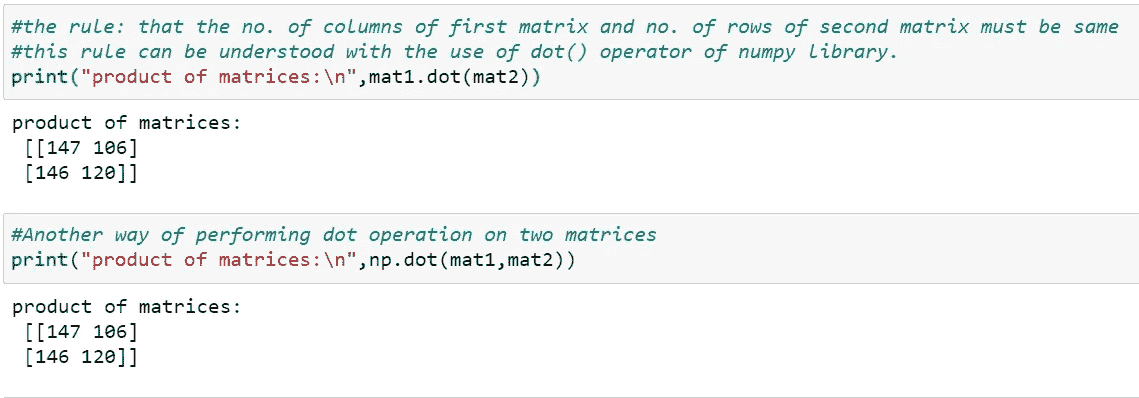 #the rule: that the no. of columns of first matrix and no. of rows of second matrix must be same
#this rule can be understood with the use of dot() operator of numpy library.
print("product of matrices:\n",mat1.dot(mat2))
product of matrices:
[[147 106]
[146 120]]
#Another way of performing dot operation on two matrices
print("product of matrices:\n",np.dot(mat1,mat2))
product of matrices:
[[147 106]
[146 120]]